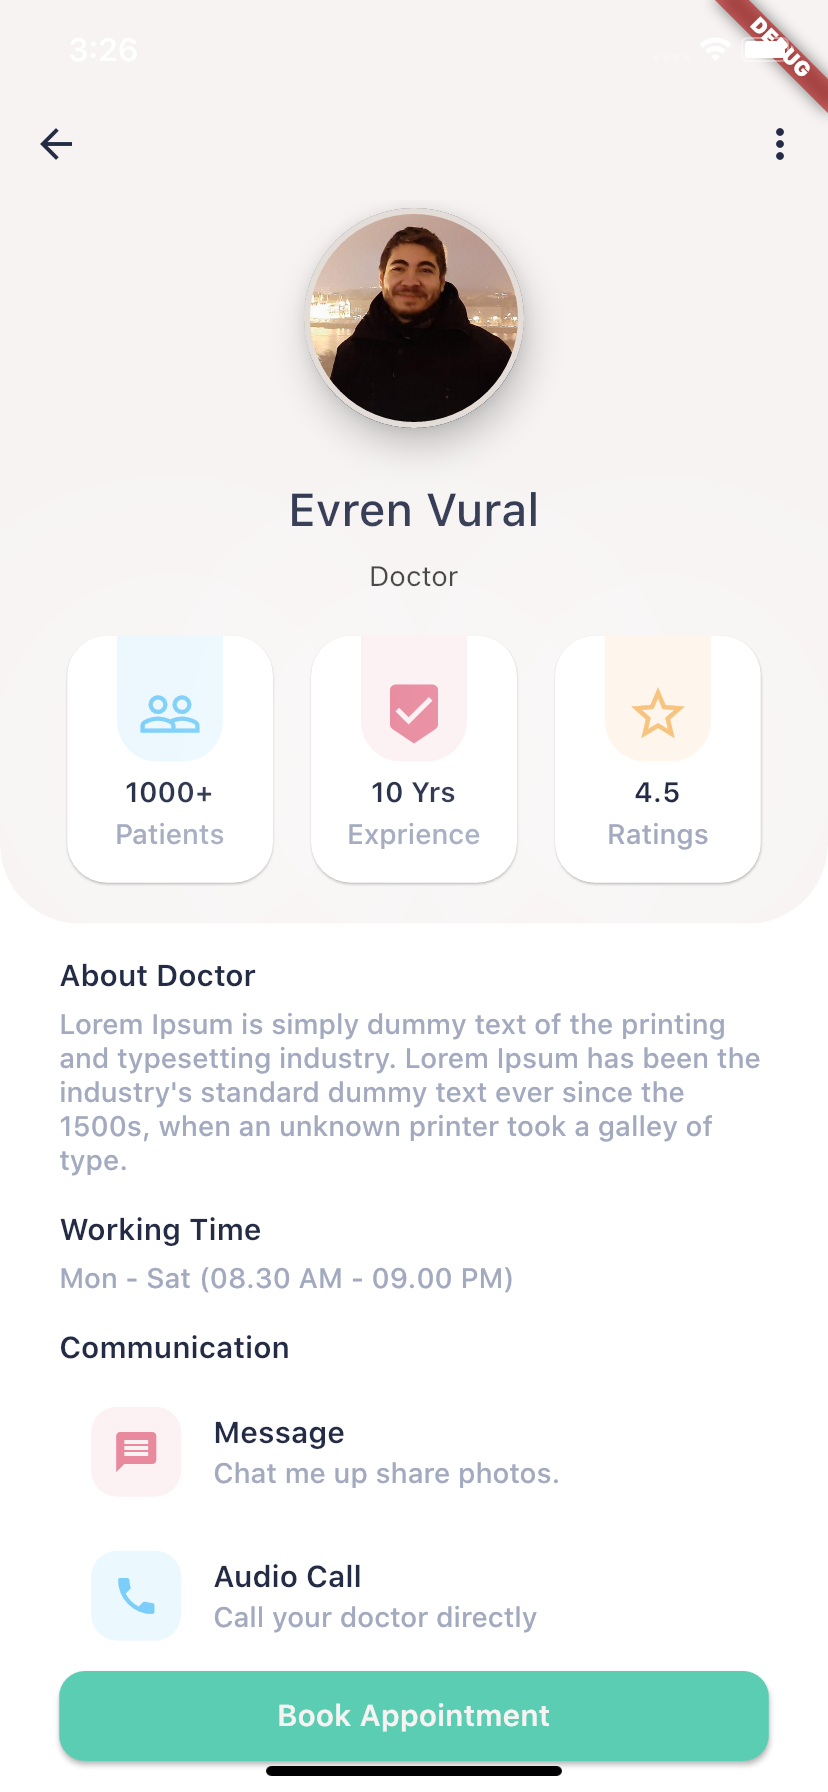 3:26
DEBUG
Evren Vural
Doctor
1000+
Patients
10 Yrs
Exprience
4.5
Ratings
About Doctor
Lorem Ipsum is simply dummy text of the printing
and typesetting industry. Lorem Ipsum has been the
industry's standard dummy text ever since the
1500s, when an unknown printer took a galley of
type.
Working Time
Mon - Sat (08.30 AM - 09.00 PM)
Communication
Message
Chat me up share photos.
Audio Call
Call your doctor directly
Book Appointment